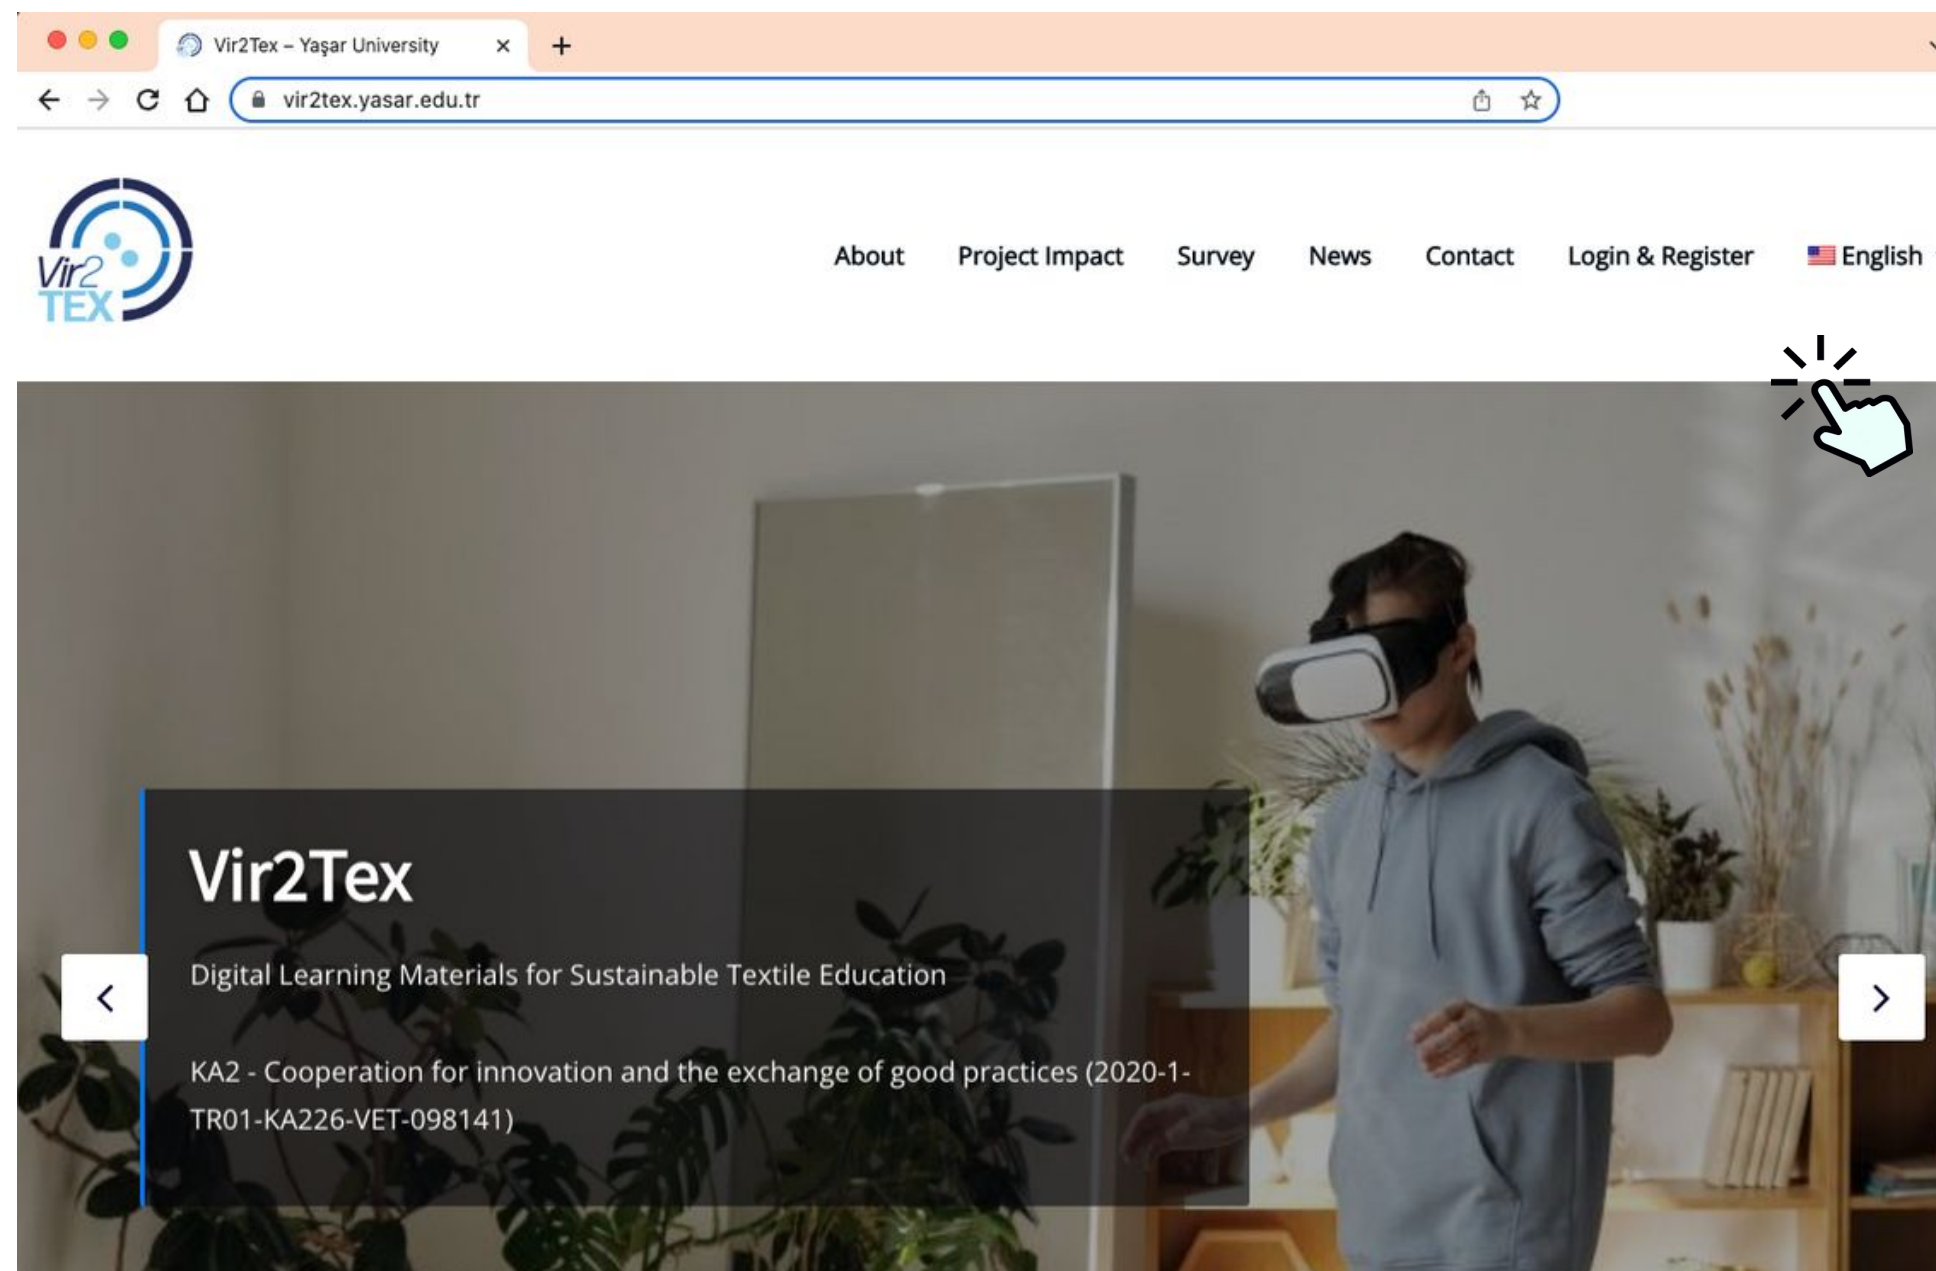 Vir2Tex – Yaşar University
vir2tex.yasar.edu.tr
Vir2
TEX
About Project Impact Survey News Contact Login & Register English
Vir2Tex
Digital Learning Materials for Sustainable Textile Education
KA2 - Cooperation for innovation and the exchange of good practices (2020-1-
TR01-KA226-VET-098141)